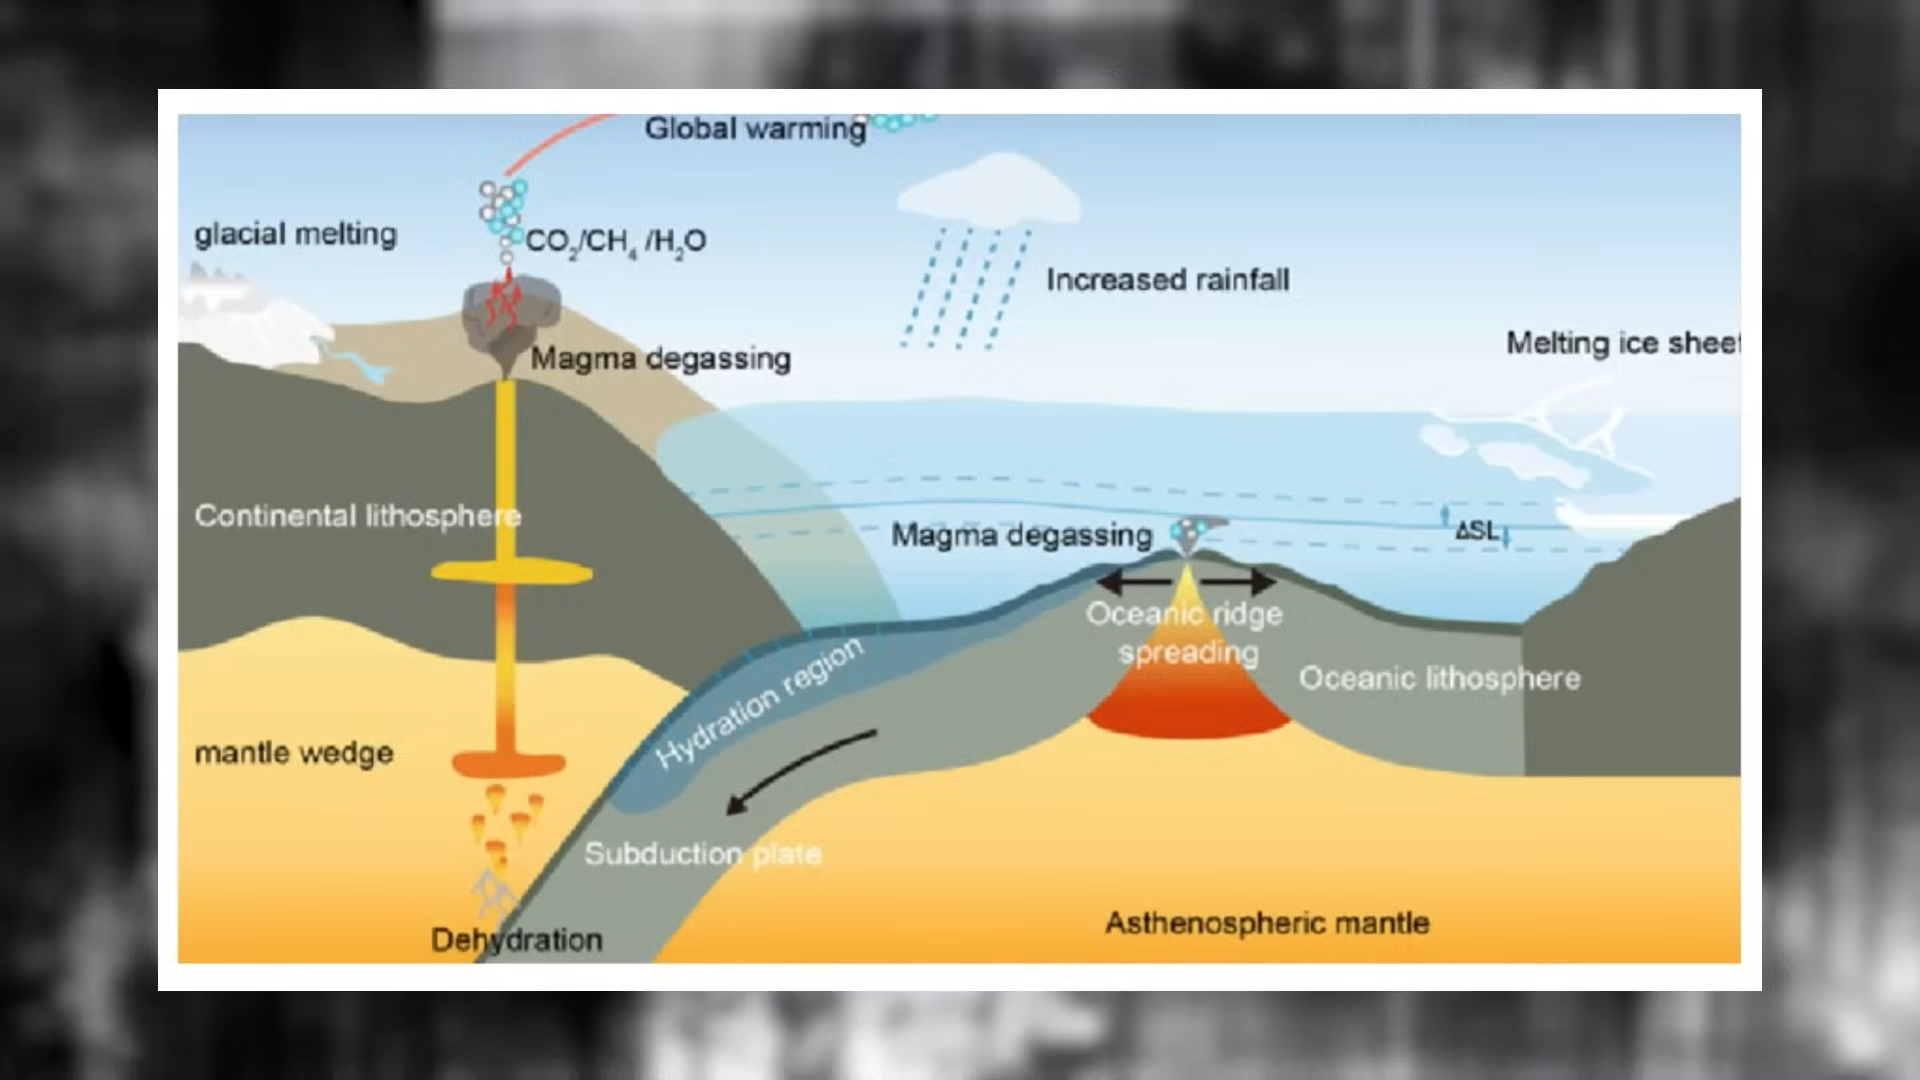 Global warming
glacial melting
CO₂/CH₄ /H₂O
Increased rainfall
Melting ice sheet
Magma degassing
Continental lithosphere
Magma degassing
ΔSL
Oceanic ridge
spreading
Oceanic lithosphere
Hydration region
mantle wedge
Subduction plate
Asthenospheric mantle
Dehydration